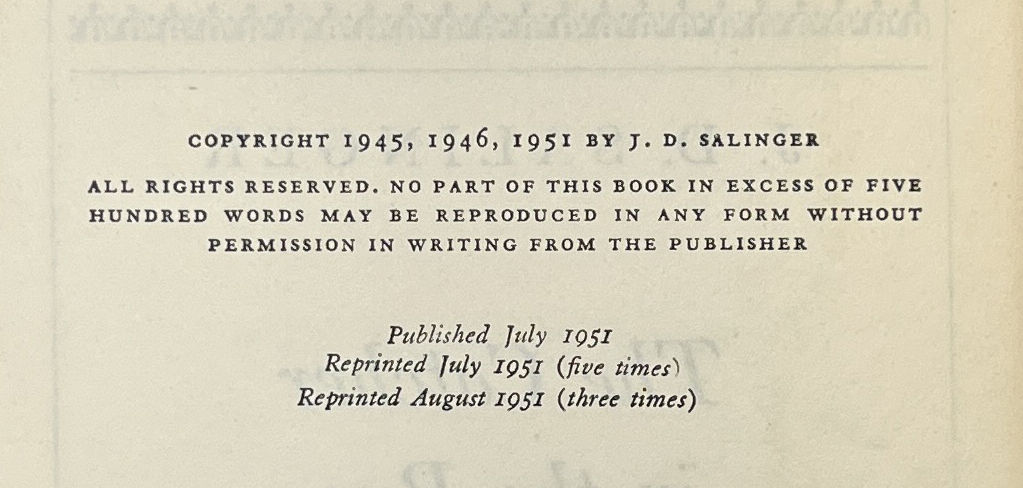 COPYRIGHT 1945, 1946, 1951 BY J. D. SALINGER
ALL RIGHTS RESERVED. NO PART OF THIS BOOK IN EXCESS OF FIVE
HUNDRED WORDS MAY BE REPRODUCED IN ANY FORM WITHOUT
PERMISSION IN WRITING FROM THE PUBLISHER
Published July 1951
Reprinted July 1951 (five times)
Reprinted August 1951 (three times)